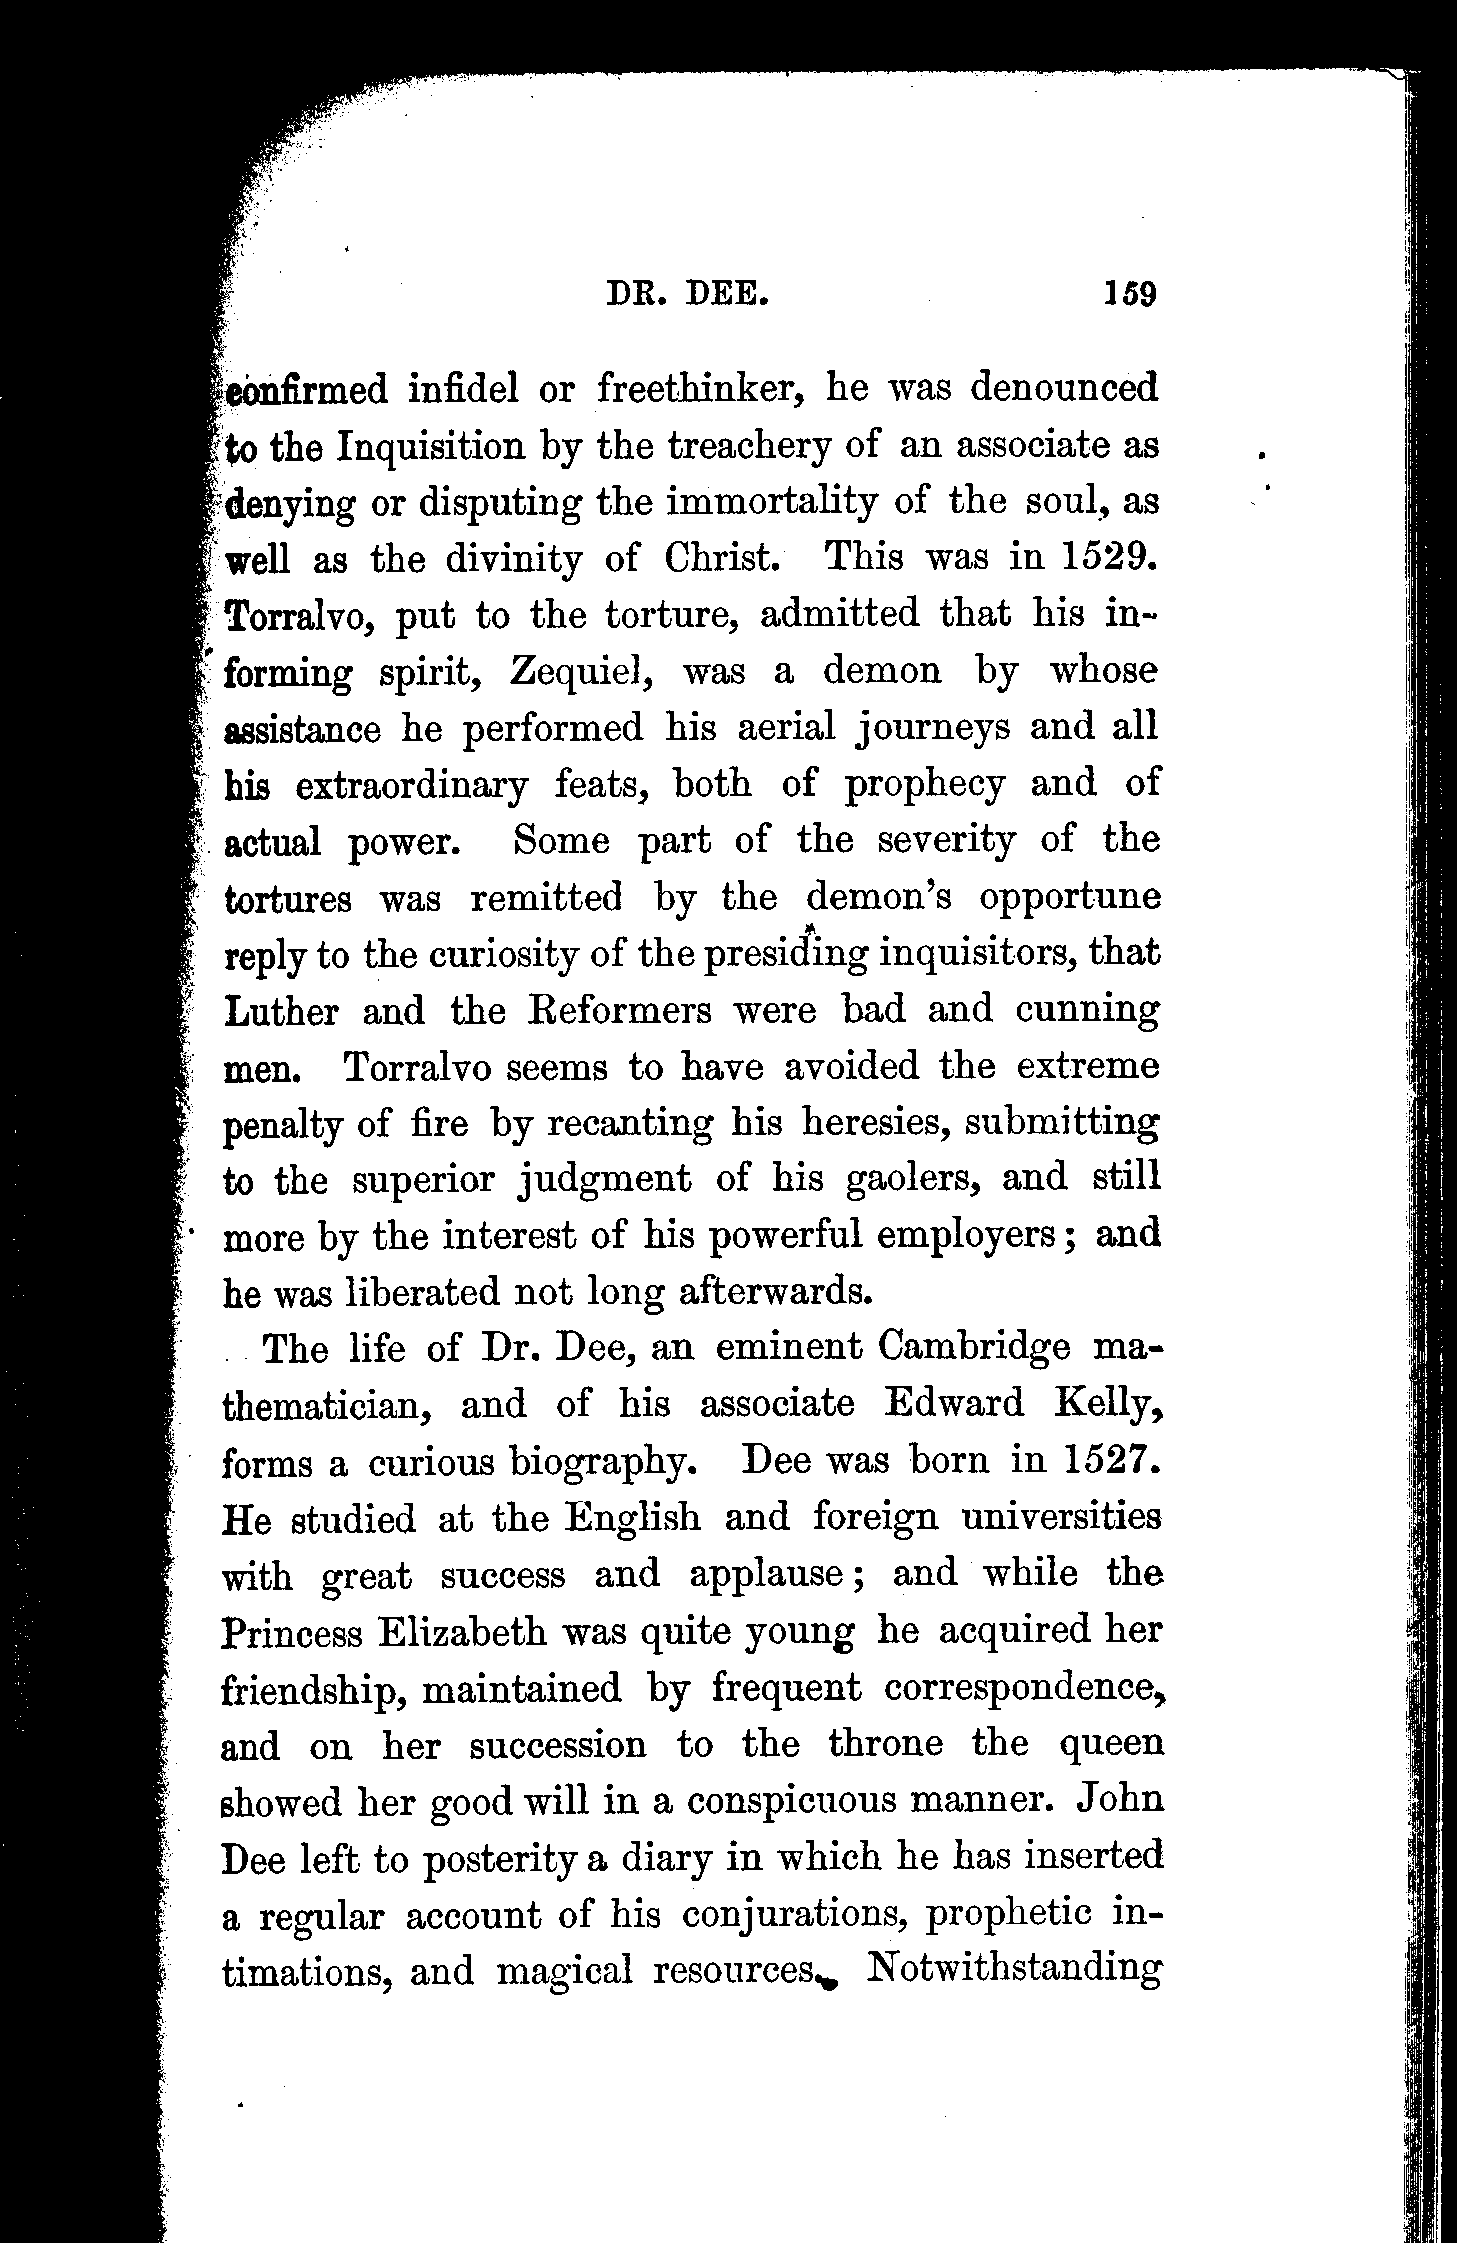 DR. DEE. 159
confirmed infidel or freethinker, he was denounced
to the Inquisition by the treachery of an associate as
denying or disputing the immortality of the soul, as
well as the divinity of Christ. This was in 1529.
Torralvo, put to the torture, admitted that his in-
forming spirit, Zequiel, was a demon by whose
assistance he performed his aerial journeys and all
his extraordinary feats, both of prophecy and of
actual power. Some part of the severity of the
tortures was remitted by the demon's opportune
reply to the curiosity of the presiding inquisitors, that
Luther and the Reformers were bad and cunning
men. Torralvo seems to have avoided the extreme
penalty of fire by recanting his heresies, submitting
to the superior judgment of his gaolers, and still
more by the interest of his powerful employers; and
he was liberated not long afterwards.
The life of Dr. Dee, an eminent Cambridge ma-
thematician, and of his associate Edward Kelly,
forms a curious biography. Dee was born in 1527.
He studied at the English and foreign universities
with great success and applause; and while the
Princess Elizabeth was quite young he acquired her
friendship, maintained by frequent correspondence,
and on her succession to the throne the queen
showed her good will in a conspicuous manner. John
Dee left to posterity a diary in which he has inserted
a regular account of his conjurations, prophetic in-
timations, and magical resources. Notwithstanding